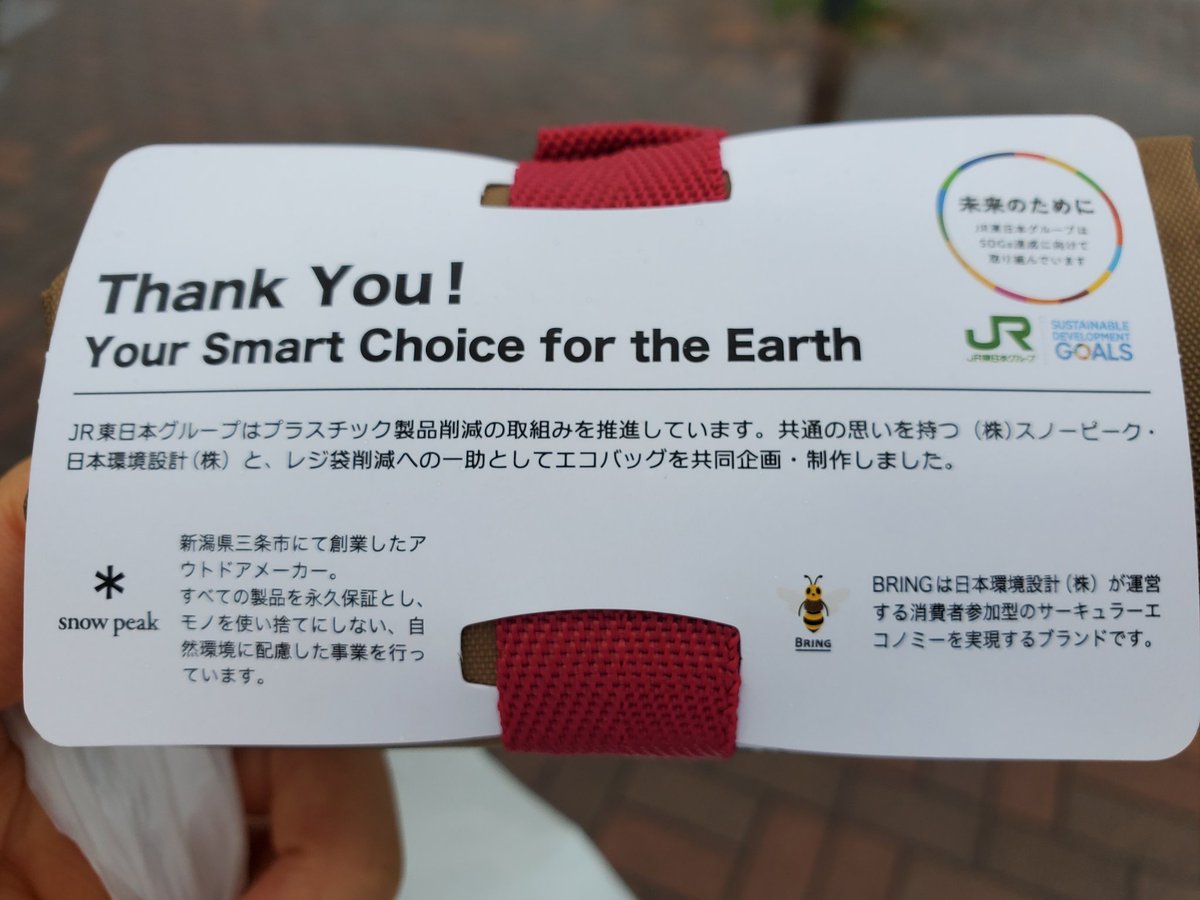 未来のために
JR東日本グループは
SDGs達成に向けて
取り組んでいます
Thank You!
Your Smart Choice for the Earth
JR
JR東日本グループ
SUSTAINABLE
DEVELOPMENT
GOALS
JR東日本グループはプラスチック製品削減の取組みを推進しています。共通の思いを持つ（株）スノーピーク・
日本環境設計（株）と、レジ袋削減への一助としてエコバッグを共同企画・制作しました。
snow peak
新潟県三条市にて創業したア
ウトドアメーカー。
すべての製品を永久保証とし、
モノを使い捨てにしない、自
然環境に配慮した事業を行っ
ています。
BRING
BRINGは日本環境設計（株）が運営
する消費者参加型のサーキュラーエ
コノミーを実現するブランドです。